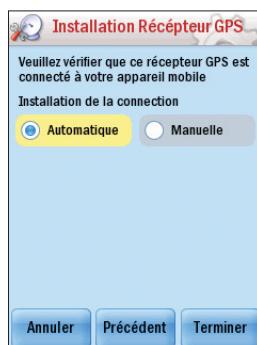 Installation Récépteur GPS
Veuillez vérifier que ce récepteur GPS est
connecté à votre appareil mobile
Installation de la connection
Automatique Manuelle
Annuler Précédent Terminer